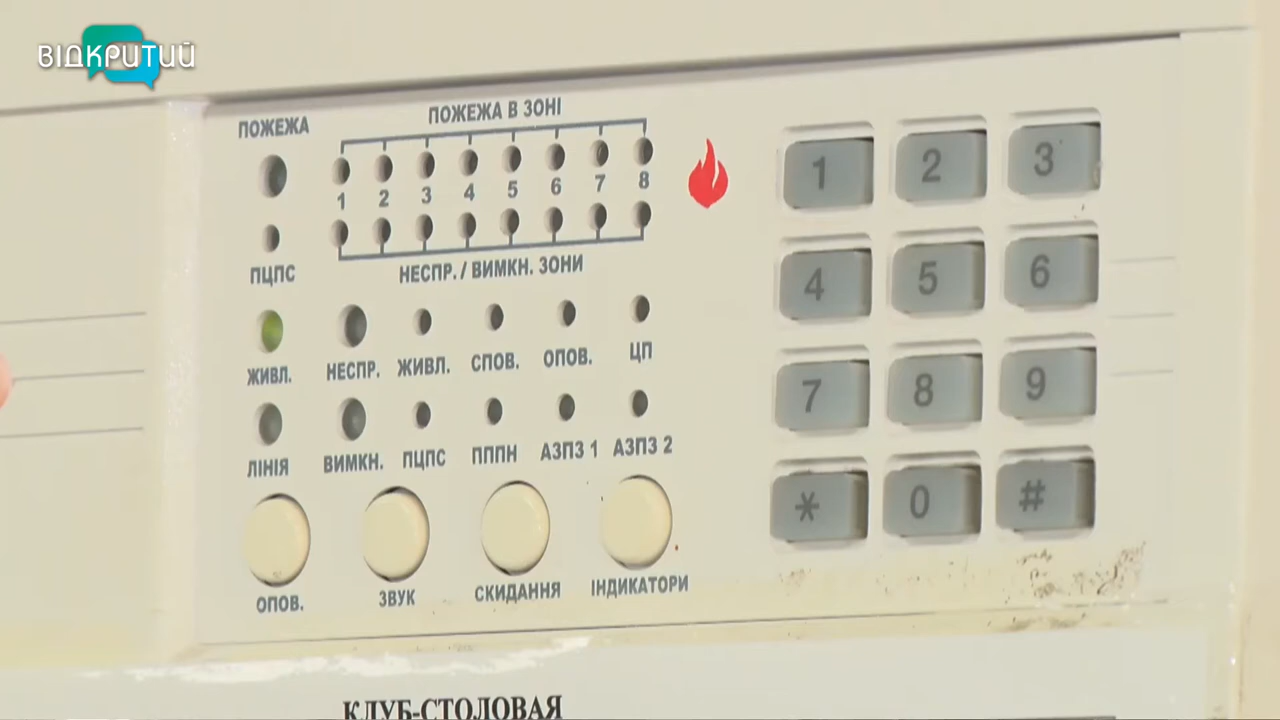 ВІДКРИТИЙ
ПОЖЕЖА
ПОЖЕЖА В ЗОНІ
1 2 3 4 5 6 7 8
ПЦПС
НЕСПР. / ВИМКН. ЗОНИ
ЖИВЛ. НЕСПР. ЖИВЛ. СПОВ. ОПОВ. ЦП
ЛІНІЯ ВИМКН. ПЦПС ПППН АЗПЗ 1 АЗПЗ 2
ОПОВ. ЗВУК СКИДАННЯ ІНДИКАТОРИ
1 2 3
4 5 6
7 8 9
* 0 #
КЛУБ-СТОЛОВАЯ